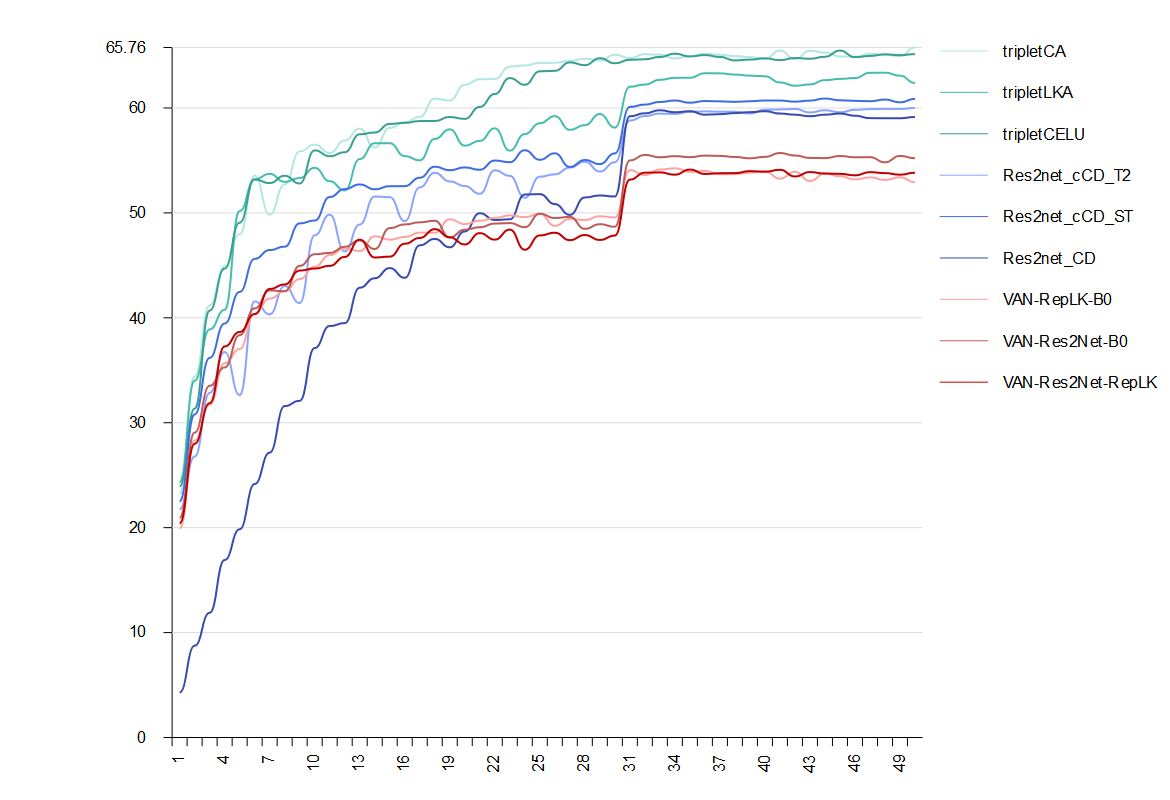 65.76
60
50
40
30
20
10
0
1 4 7 10 13 16 19 22 25 28 31 34 37 40 43 46 49
tripletCA
tripletLKA
tripletCELU
Res2net_cCD_T2
Res2net_cCD_ST
Res2net_CD
VAN-RepLK-B0
VAN-Res2Net-B0
VAN-Res2Net-RepLK